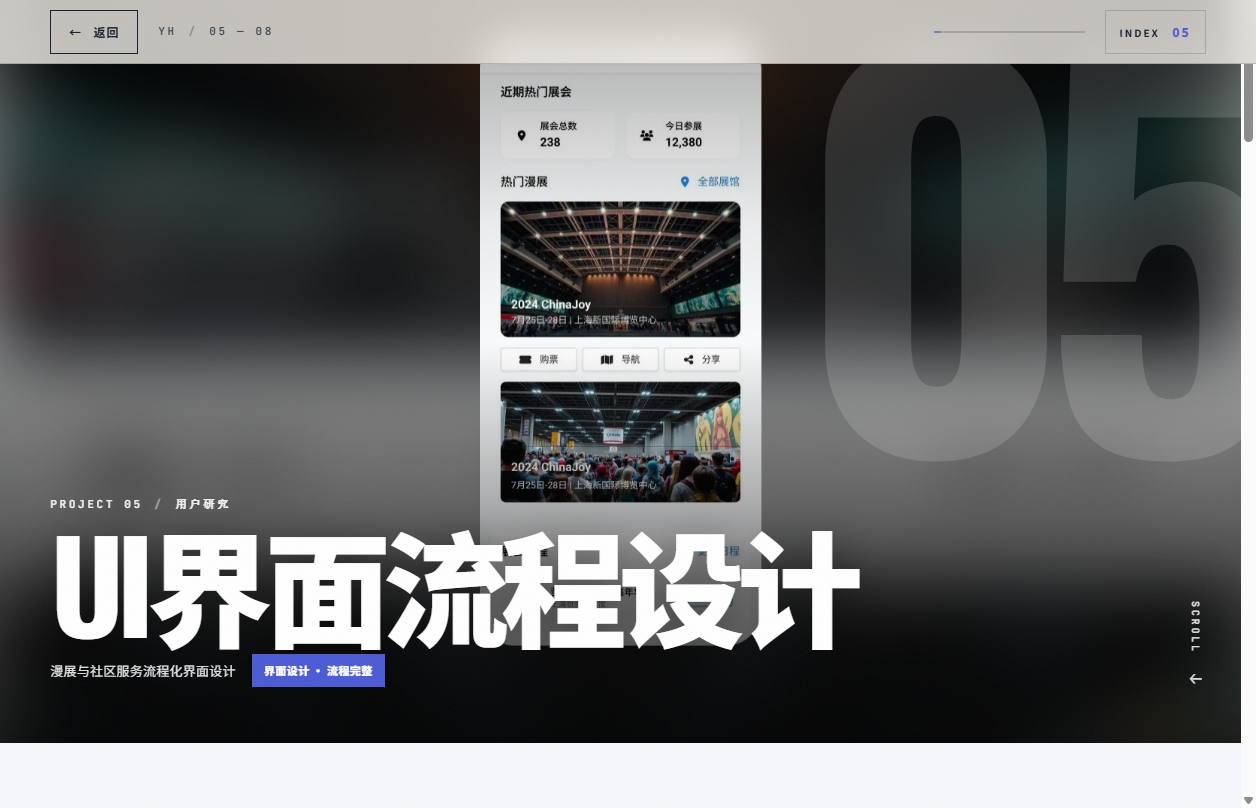 ← 返回
YH / 05 — 08
INDEX 05
05
近期热门展会
展会总数
238
今日参展
12,380
热门漫展
全部展馆
2024 ChinaJoy
7月25日-28日 | 上海新国际博览中心
购票
导航
分享
2024 ChinaJoy
7月25日-28日 | 上海新国际博览中心
PROJECT 05 / 用户研究
UI界面流程设计
漫展与社区服务流程化界面设计
界面设计 • 流程完整
SCROLL